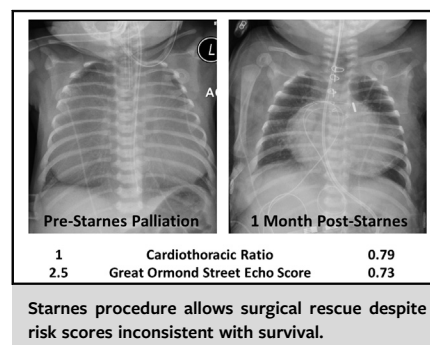 L
A
Pre-Starnes Palliation
1 Month Post-Starnes
1 Cardiothoracic Ratio 0.79
2.5 Great Ormond Street Echo Score 0.73
Starnes procedure allows surgical rescue despite
risk scores inconsistent with survival.